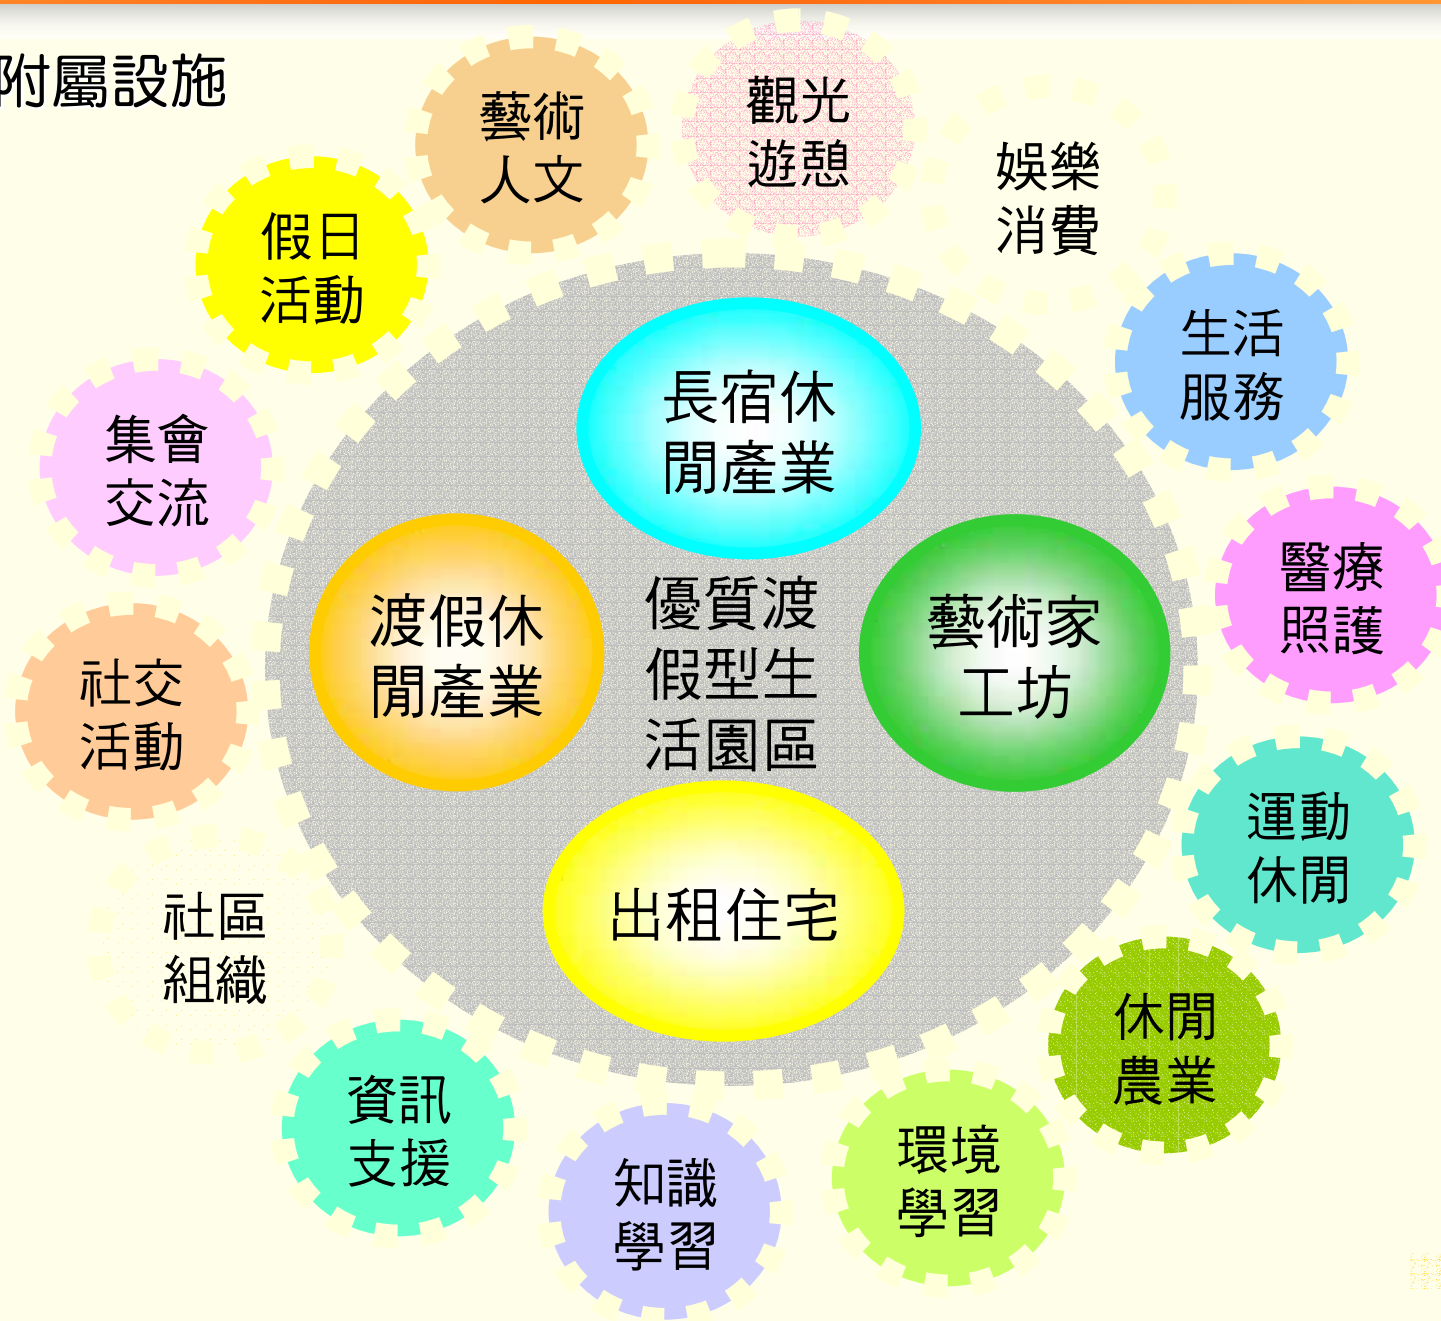 附屬設施
藝術
人文
觀光
遊憩
娛樂
消費
假日
活動
生活
服務
集會
交流
長宿休
閒產業
醫療
照護
渡假休
閒產業
優質渡
假型生
活園區
藝術家
工坊
社交
活動
運動
休閒
出租住宅
社區
組織
休閒
農業
資訊
支援
知識
學習
環境
學習